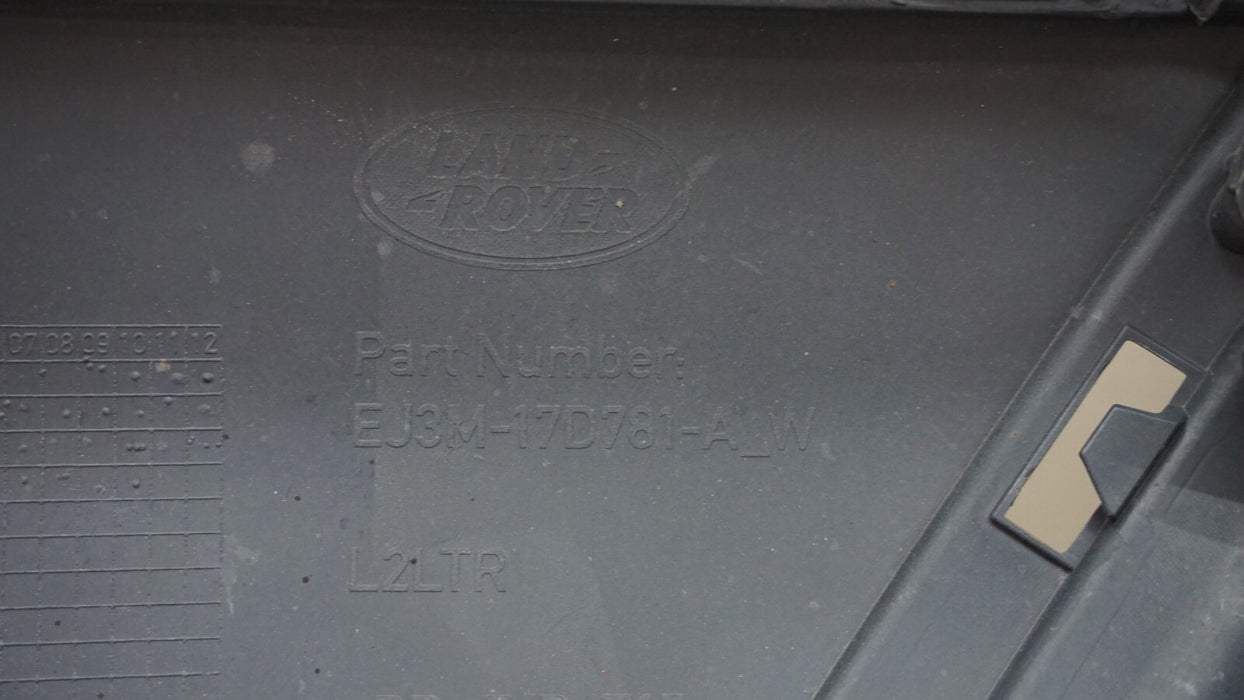 LAND
ROVER
07 08 09 10 11 12
Part Number:
EJ3M-17D781-A_W
L2LTR